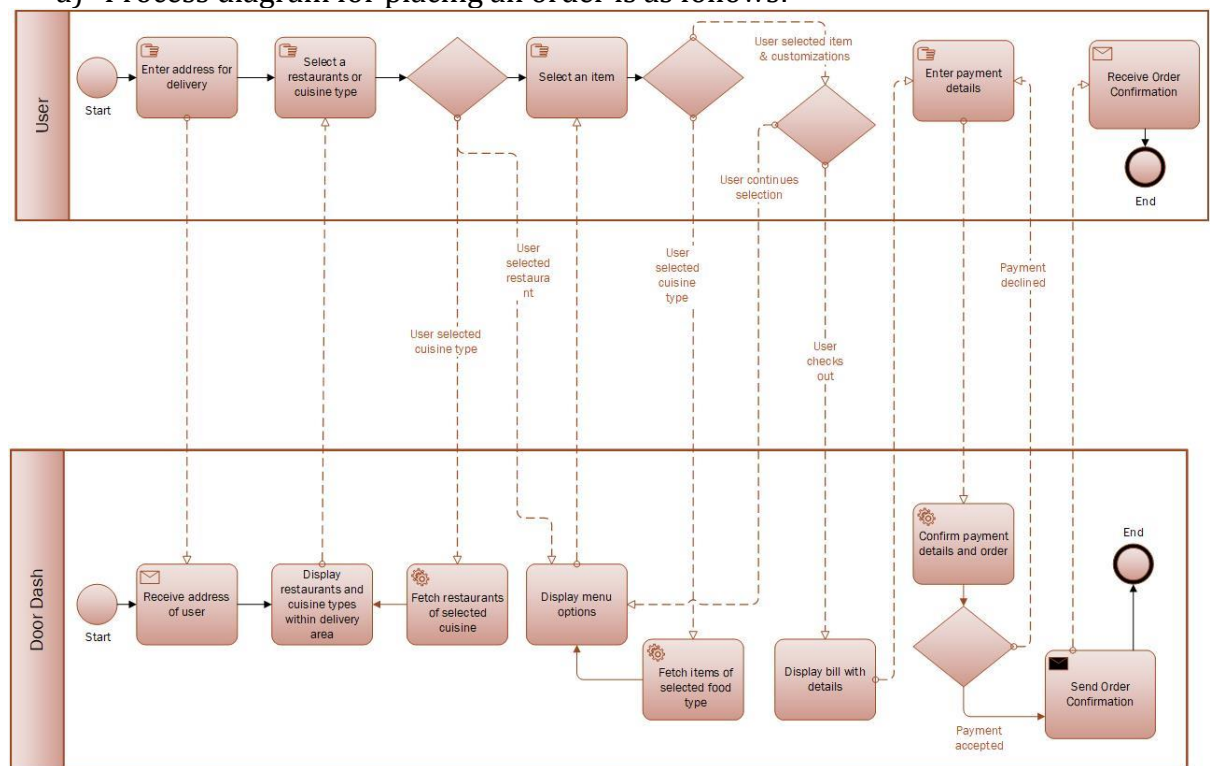 a) Process diagram for placing an order is as follows:
User
Start
Enter address for
delivery
Select a
restaurants or
cuisine type
Select an item
User selected item
& customizations
Enter payment
details
Receive Order
Confirmation
End
User continues
selection
User
selected
restaura
nt
User
selected
cuisine
type
Payment
declined
User selected
cuisine type
User
checks
out
Door Dash
Start
Receive address
of user
Display
restaurants and
cuisine types
within delivery
area
Fetch restaurants
of selected
cuisine
Display menu
options
Fetch items of
selected food
type
Display bill with
details
Confirm payment
details and order
Payment
accepted
Send Order
Confirmation
End